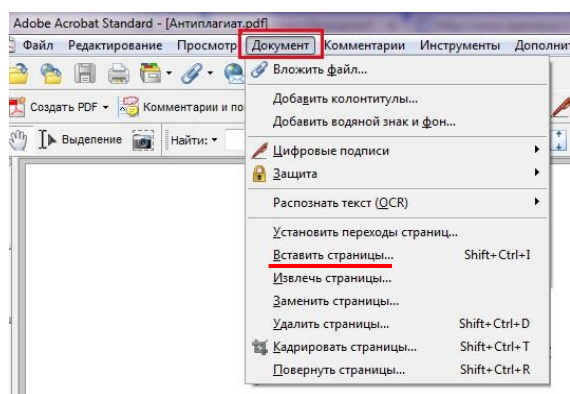 Adobe Acrobat Standard - [Антиплагиат.pdf]
Файл Редактирование Просмотр Документ Комментарии Инструменты
Создать PDF Комментарии и по
Выделение Найти:
Вложить файл...
Добавить колонтитулы...
Добавить водяной знак и фон...
Цифровые подписи
Защита
Распознать текст (OCR)
Установить переходы страниц...
Вставить страницы... Shift+Ctrl+I
Извлечь страницы...
Заменить страницы...
Удалить страницы... Shift+Ctrl+D
Кадрировать страницы... Shift+Ctrl+T
Повернуть страницы... Shift+Ctrl+R